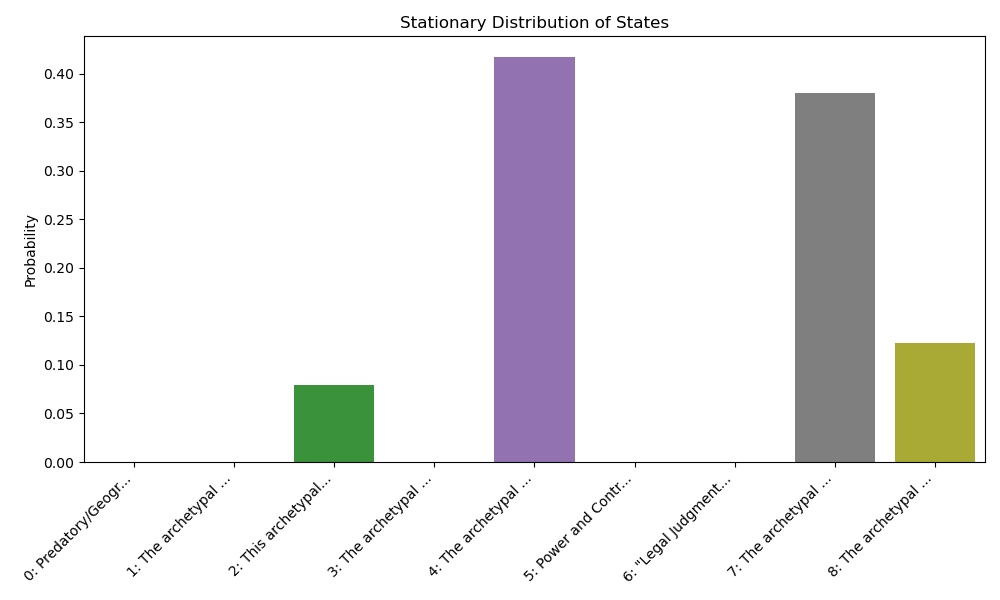 Stationary Distribution of States
Probability
0.40
0.35
0.30
0.25
0.20
0.15
0.10
0.05
0.00
0: Predatory/Geogr...
1: The archetypal ...
2: This archetypal...
3: The archetypal ...
4: The archetypal ...
5: Power and Contr...
6: "Legal Judgment...
7: The archetypal ...
8: The archetypal ...